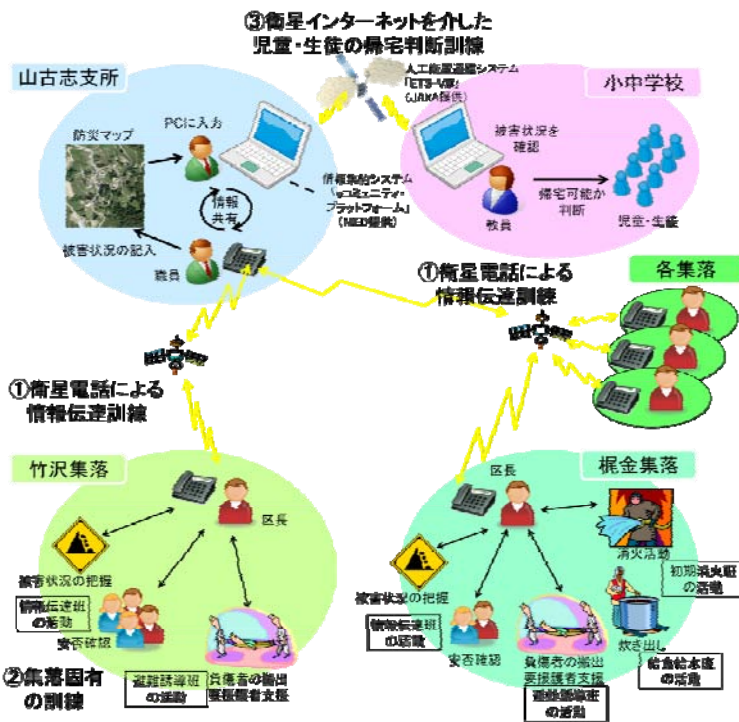 ③衛星インターネットを介した
児童・生徒の帰宅判断訓練
山古志支所
人工衛星通信システム
「ETS-Ⅷ」
(JAXA提供)
小中学校
防災マップ
PCに入力
被害状況を
確認
情報
共有
情報集約システム
「コミュニティ・
プラットフォーム」
(NIED提供)
教員
帰宅可能か
判断
児童・生徒
被害状況の記入
職員
①衛星電話による
情報伝達訓練
各集落
①衛星電話による
情報伝達訓練
竹沢集落
区長
被害状況の把握
情報伝達班
の活動
安否確認
②集落固有
の訓練
避難誘導班
の活動
負傷者の搬出
要援護者支援
梶金集落
区長
消火活動
初期消火班
の活動
被害状況の把握
情報伝達班
の活動
安否確認
負傷者の搬出
要援護者支援
避難誘導班
の活動
炊き出し
給食給水班
の活動